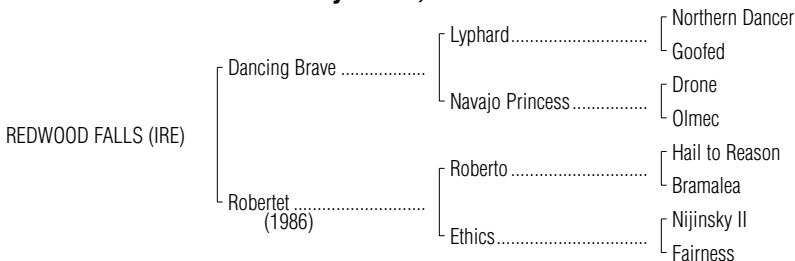 Northern Dancer
Lyphard
Goofed
Dancing Brave
Drone
Navajo Princess
Olmec
REDWOOD FALLS (IRE)
Hail to Reason
Roberto
Bramalea
Robertet
(1986)
Nijinsky II
Ethics
Fairness